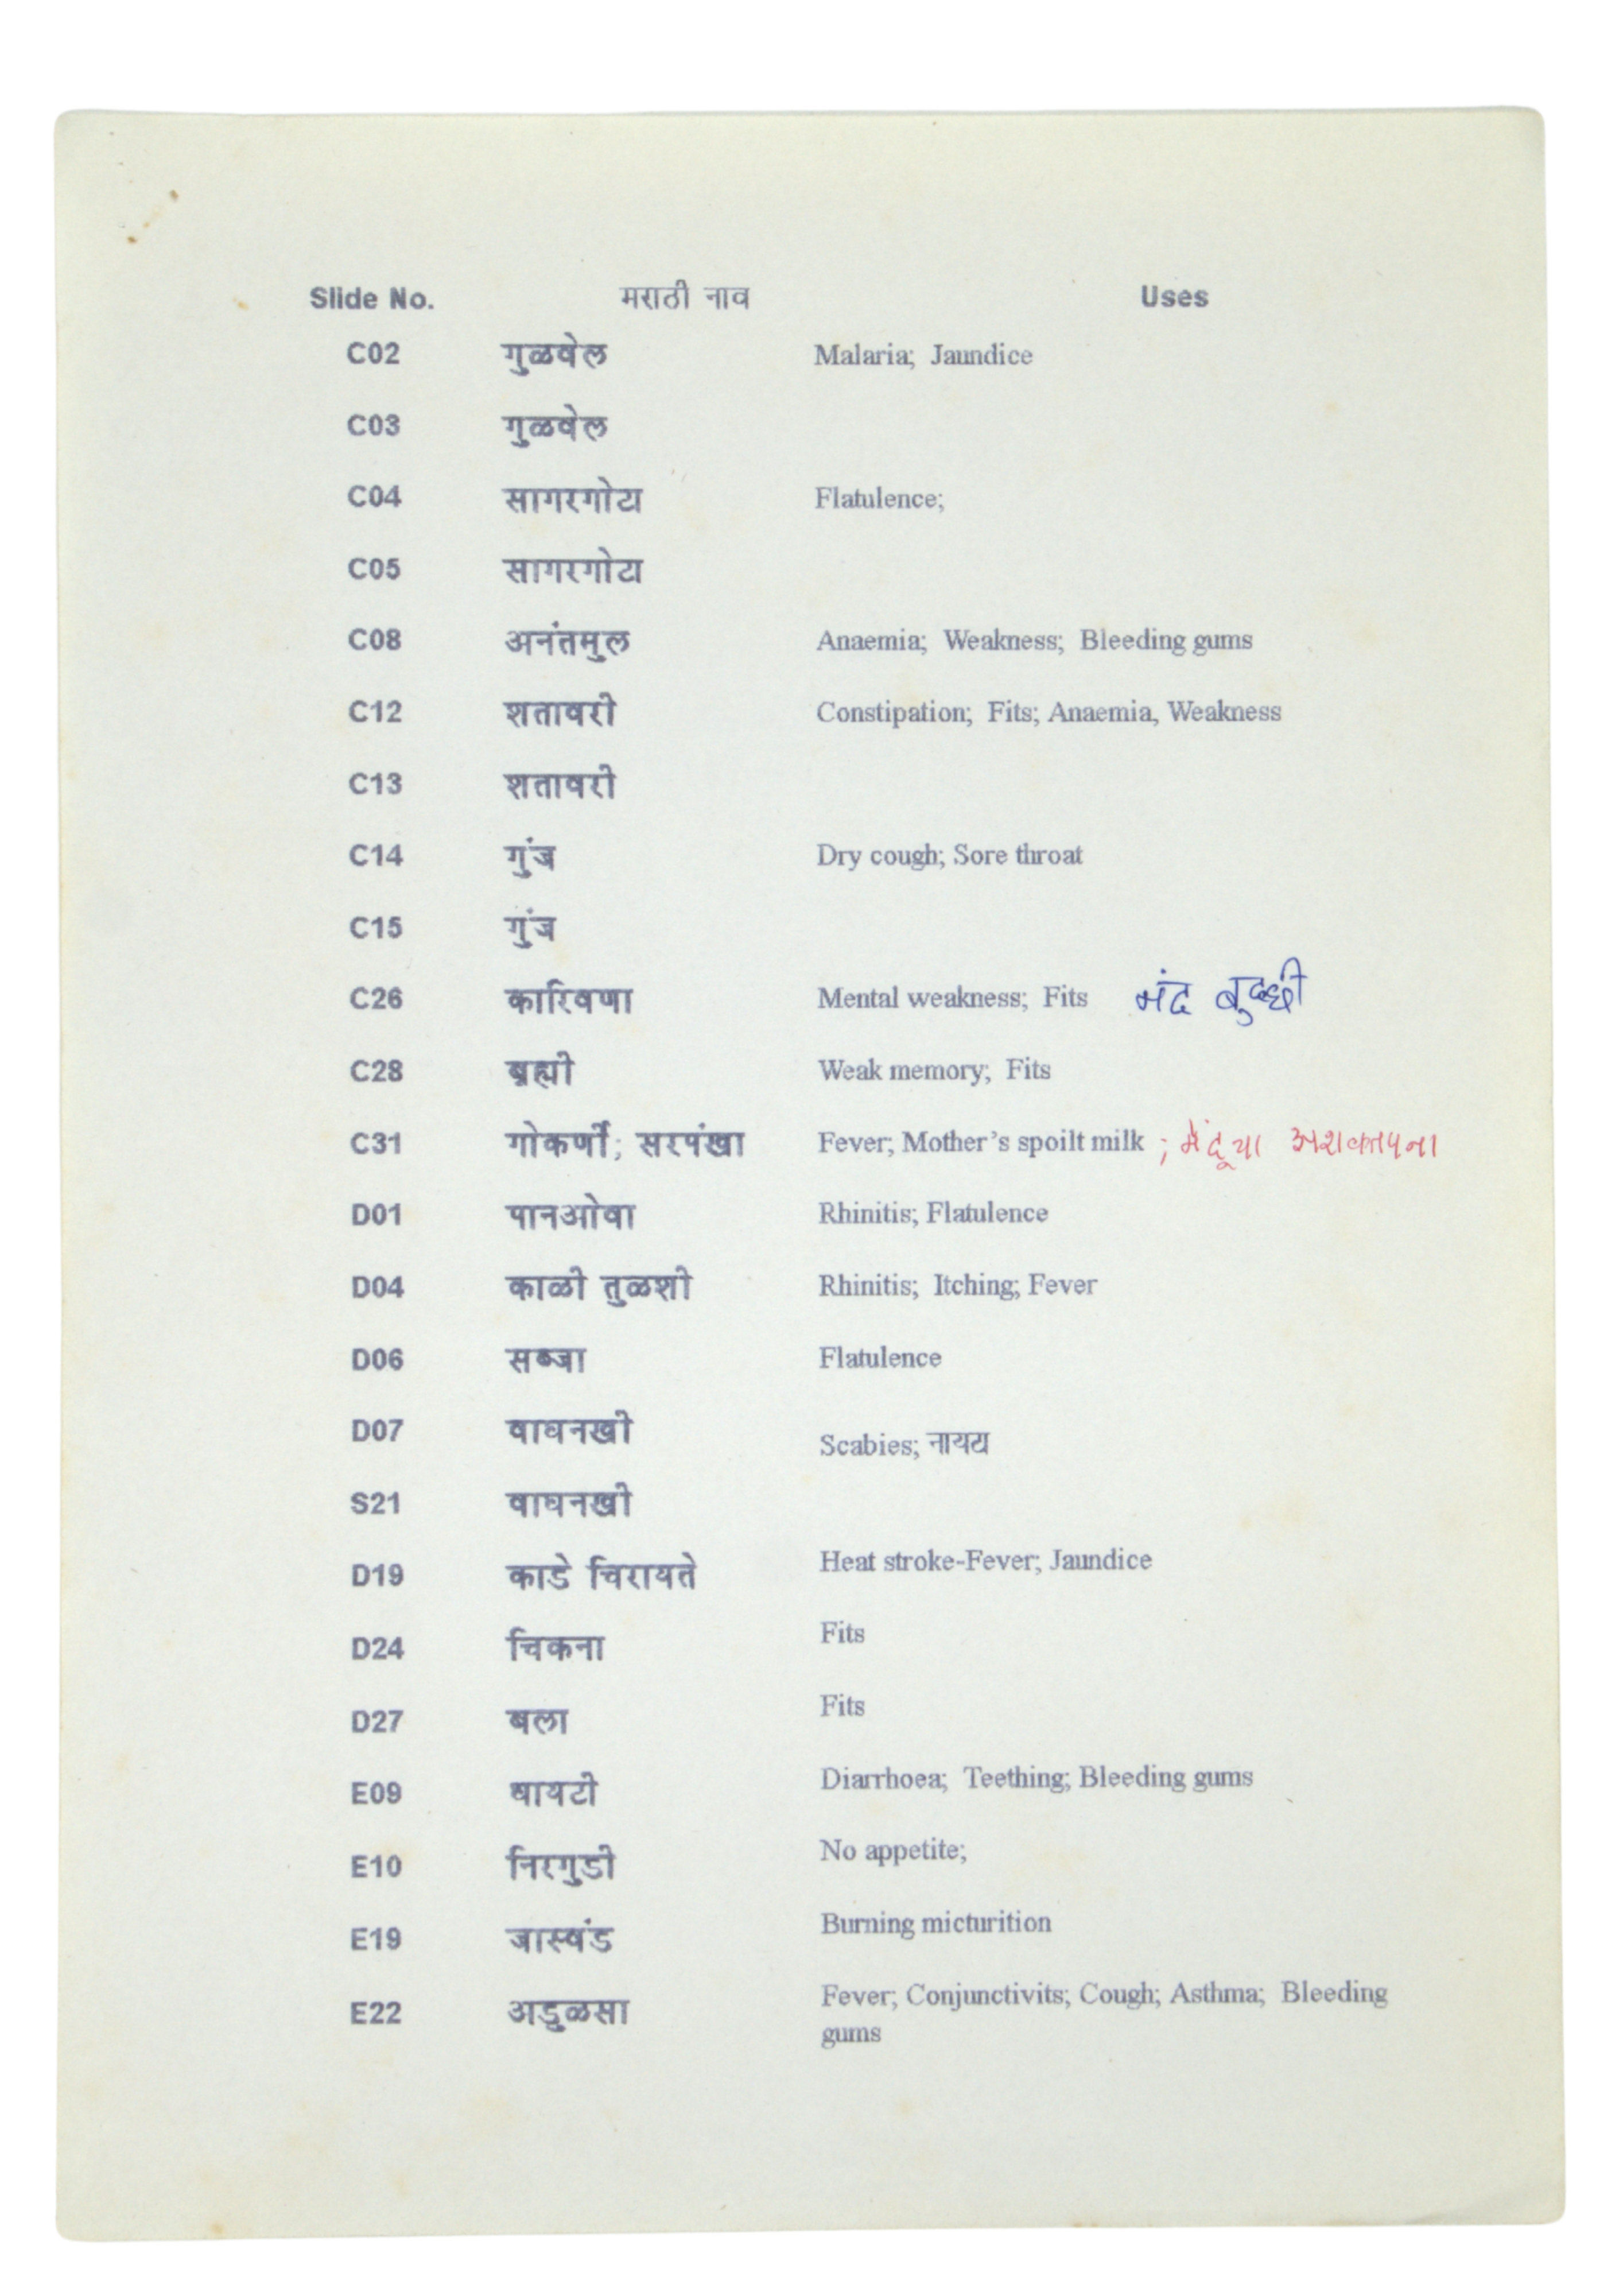 Slide No. मराठी नाव Uses
C02 गुळवेल Malaria; Jaundice
C03 गुळवेल
C04 सागरगोटा Flatulence;
C05 सागरगोटा
C08 अनंतमुल Anaemia; Weakness; Bleeding gums
C12 शतावरी Constipation; Fits; Anaemia, Weakness
C13 शतावरी
C14 गुंज Dry cough; Sore throat
C15 गुंज
C26 कारिवणा Mental weakness; Fits मंद बुद्धी
C28 ब्रह्मी Weak memory; Fits
C31 गोकर्णी; सरपंखा Fever; Mother's spoilt milk ; मेंदूचा अशक्तपना
D01 पानओवा Rhinitis; Flatulence
D04 काळी तुळशी Rhinitis; Itching; Fever
D06 सब्जा Flatulence
D07 वाघनखी Scabies; नायटा
S21 वाघनखी
D19 काडे चिरायते Heat stroke-Fever; Jaundice
D24 चिकना Fits
D27 बला Fits
E09 धायटी Diarrhoea; Teething; Bleeding gums
E10 निरगुडी No appetite;
E19 जास्वंड Burning micturition
E22 अडुळसा Fever; Conjunctivits; Cough; Asthma; Bleeding
gums